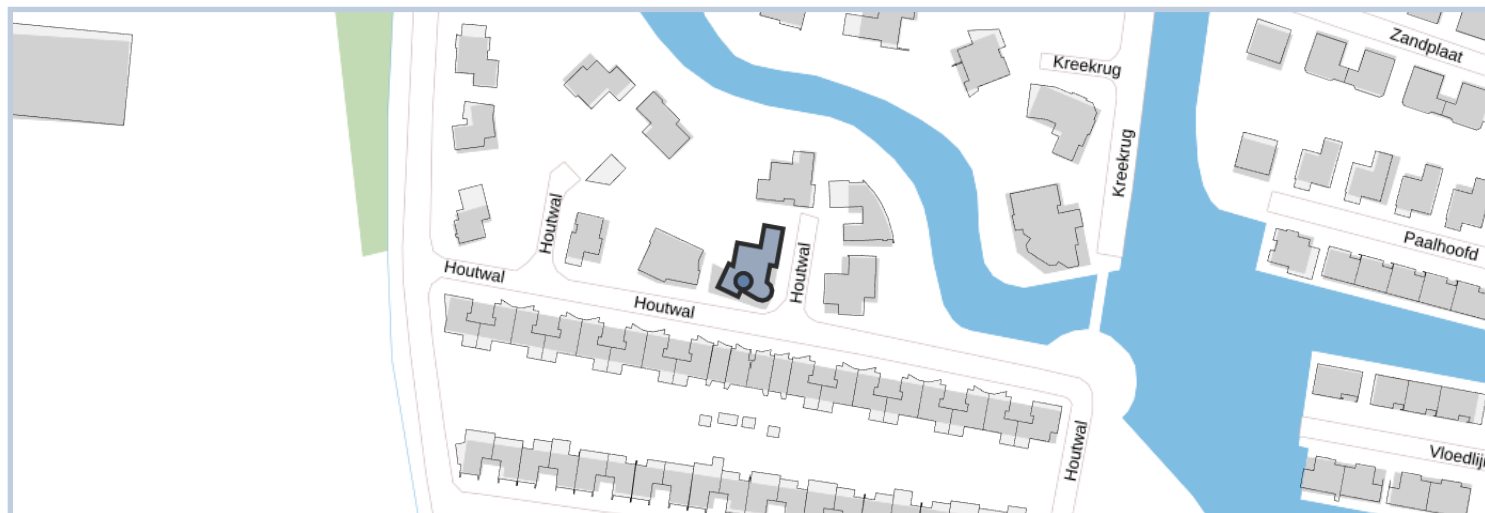 Zandplaat
Kreekrug
Kreekrug
Houtwal
Paalhoofd
Houtwal
Houtwal
Houtwal
Houtwal
Vloedlij